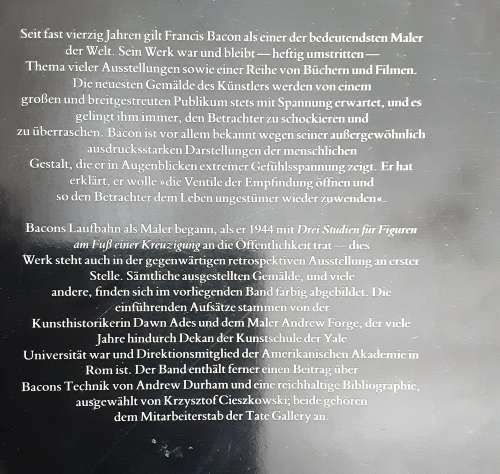 Seit fast vierzig Jahren gilt Francis Bacon als einer der bedeutendsten Maler
der Welt. Sein Werk war und bleibt — heftig umstritten —
Thema vieler Ausstellungen sowie einer Reihe von Büchern und Filmen.
Die neuesten Gemälde des Künstlers werden von einem
großen und breitgestreuten Publikum stets mit Spannung erwartet, und es
gelingt ihm immer, den Betrachter zu schockieren und
zu überraschen. Bacon ist vor allem bekannt wegen seiner außergewöhnlich
ausdrucksstarken Darstellungen der menschlichen
Gestalt, die er in Augenblicken extremer Gefühlsspannung zeigt. Er hat
erklärt, er wolle »die Ventile der Empfindung öffnen und
so den Betrachter dem Leben ungestümer wieder zuwenden«.
Bacons Laufbahn als Maler begann, als er 1944 mit Drei Studien für Figuren
am Fuß einer Kreuzigung an die Öffentlichkeit trat — dies
Werk steht auch in der gegenwärtigen retrospektiven Ausstellung an erster
Stelle. Sämtliche ausgestellten Gemälde, und viele
andere, finden sich im vorliegenden Band farbig abgebildet. Die
einführenden Aufsätze stammen von der
Kunsthistorikerin Dawn Ades und dem Maler Andrew Forge, der viele
Jahre hindurch Dekan der Kunstschule der Yale
Universität war und Direktionsmitglied der Amerikanischen Akademie in
Rom ist. Der Band enthält ferner einen Beitrag über
Bacons Technik von Andrew Durham und eine reichhaltige Bibliographie,
ausgewählt von Krzysztof Cieszkowski; beide gehören
dem Mitarbeiterstab der Tate Gallery an.